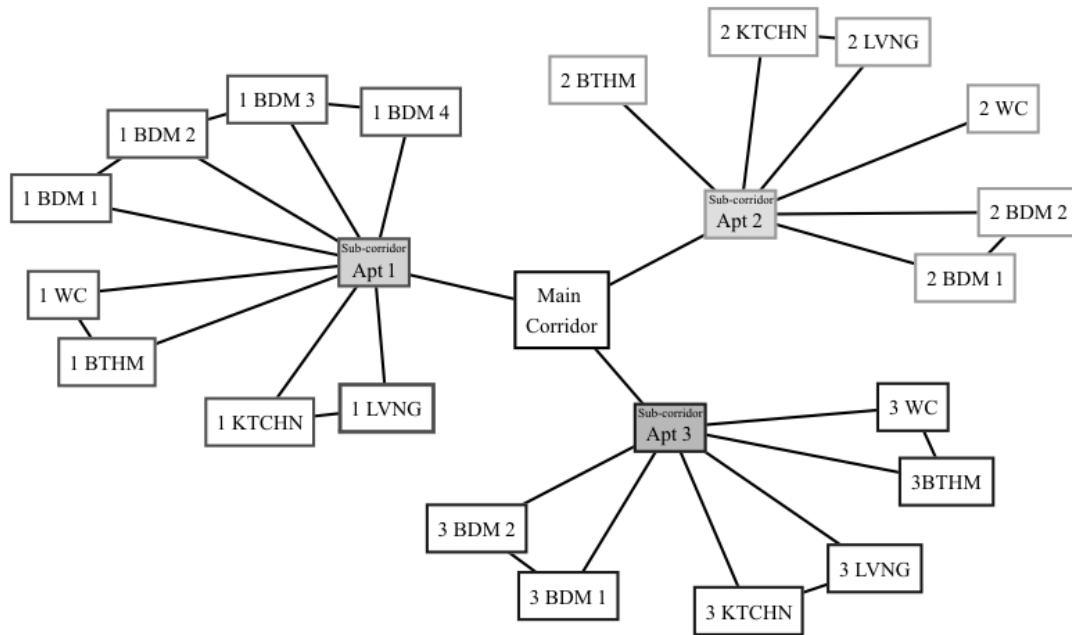 2 KTCHN
2 LVNG
2 BTHM
1 BDM 3
1 BDM 4
2 WC
1 BDM 2
1 BDM 1
Sub-corridor
Apt 2
2 BDM 2
Sub-corridor
Apt 1
2 BDM 1
1 WC
Main
Corridor
1 BTHM
1 KTCHN
1 LVNG
Sub-corridor
Apt 3
3 WC
3BTHM
3 BDM 2
3 LVNG
3 BDM 1
3 KTCHN